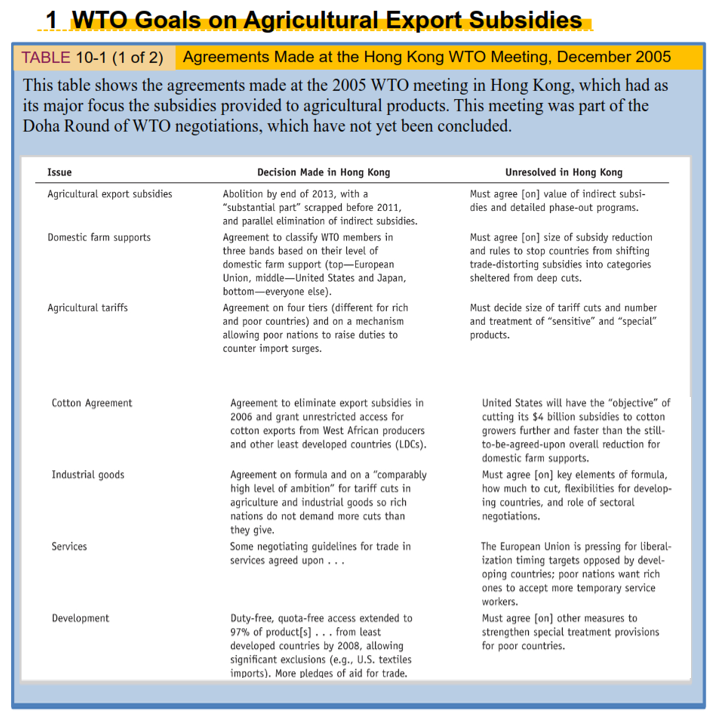 1 WTO Goals on Agricultural Export Subsidies
TABLE 10-1 (1 of 2) Agreements Made at the Hong Kong WTO Meeting, December 2005
This table shows the agreements made at the 2005 WTO meeting in Hong Kong, which had as
its major focus the subsidies provided to agricultural products. This meeting was part of the
Doha Round of WTO negotiations, which have not yet been concluded.
Issue Decision Made in Hong Kong Unresolved in Hong Kong
Agricultural export subsidies
Abolition by end of 2013, with a
"substantial part" scrapped before 2011,
and parallel elimination of indirect subsidies.
Must agree [on] value of indirect subsi-
dies and detailed phase-out programs.
Domestic farm supports
Agreement to classify WTO members in
three bands based on their level of
domestic farm support (top—European
Union, middle—United States and Japan,
bottom—everyone else).
Must agree [on] size of subsidy reduction
and rules to stop countries from shifting
trade-distorting subsidies into categories
sheltered from deep cuts.
Agricultural tariffs
Agreement on four tiers (different for rich
and poor countries) and on a mechanism
allowing poor nations to raise duties to
counter import surges.
Must decide size of tariff cuts and number
and treatment of "sensitive" and "special"
products.
Cotton Agreement
Agreement to eliminate export subsidies in
2006 and grant unrestricted access for
cotton exports from West African producers
and other least developed countries (LDCs).
United States will have the "objective" of
cutting its $4 billion subsidies to cotton
growers further and faster than the still-
to-be-agreed-upon overall reduction for
domestic farm supports.
Industrial goods
Agreement on formula and on a "comparably
high level of ambition" for tariff cuts in
agriculture and industrial goods so rich
nations do not demand more cuts than
they give.
Must agree [on] key elements of formula,
how much to cut, flexibilities for develop-
ing countries, and role of sectoral
negotiations.
Services
Some negotiating guidelines for trade in
services agreed upon . . .
The European Union is pressing for liberal-
ization timing targets opposed by devel-
oping countries; poor nations want rich
ones to accept more temporary service
workers.
Development
Duty-free, quota-free access extended to
97% of product[s] . . . from least
developed countries by 2008, allowing
significant exclusions (e.g., U.S. textiles
imports). More pledges of aid for trade.
Must agree [on] other measures to
strengthen special treatment provisions
for poor countries.